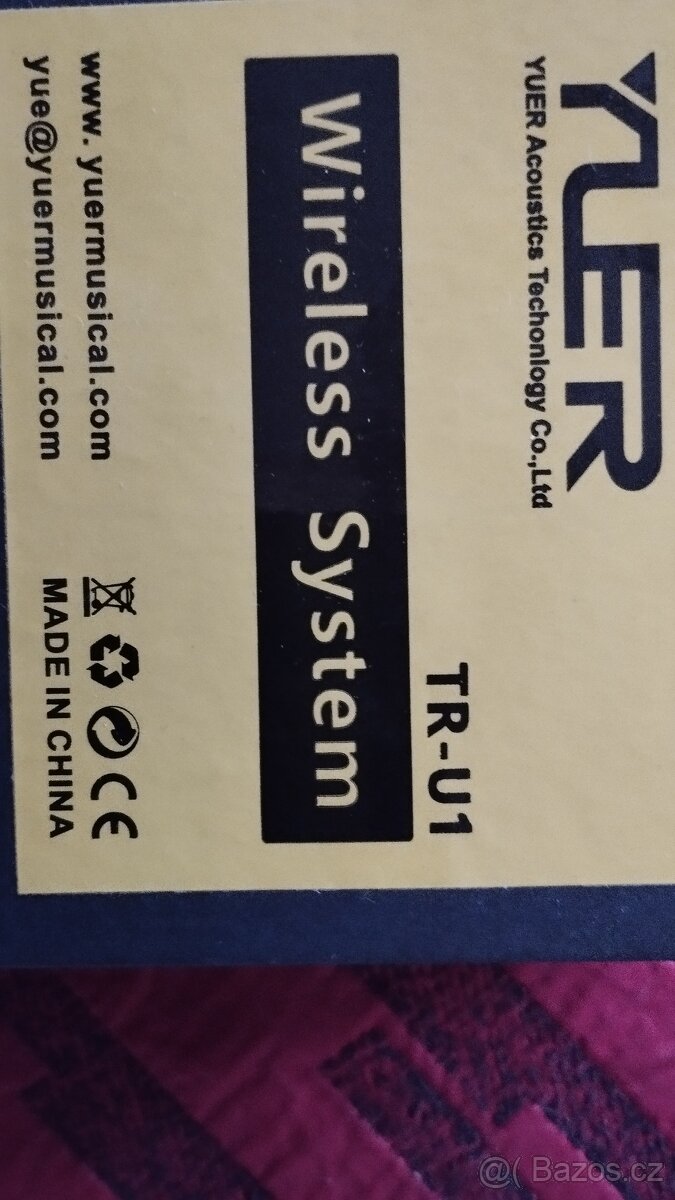 YUER
YUER Acoustics Techonlogy Co.,Ltd
TR-U1
Wireless System
www. yuermusical.com
yue@yuermusical.com
CE
MADE IN CHINA
@( Bazos.cz